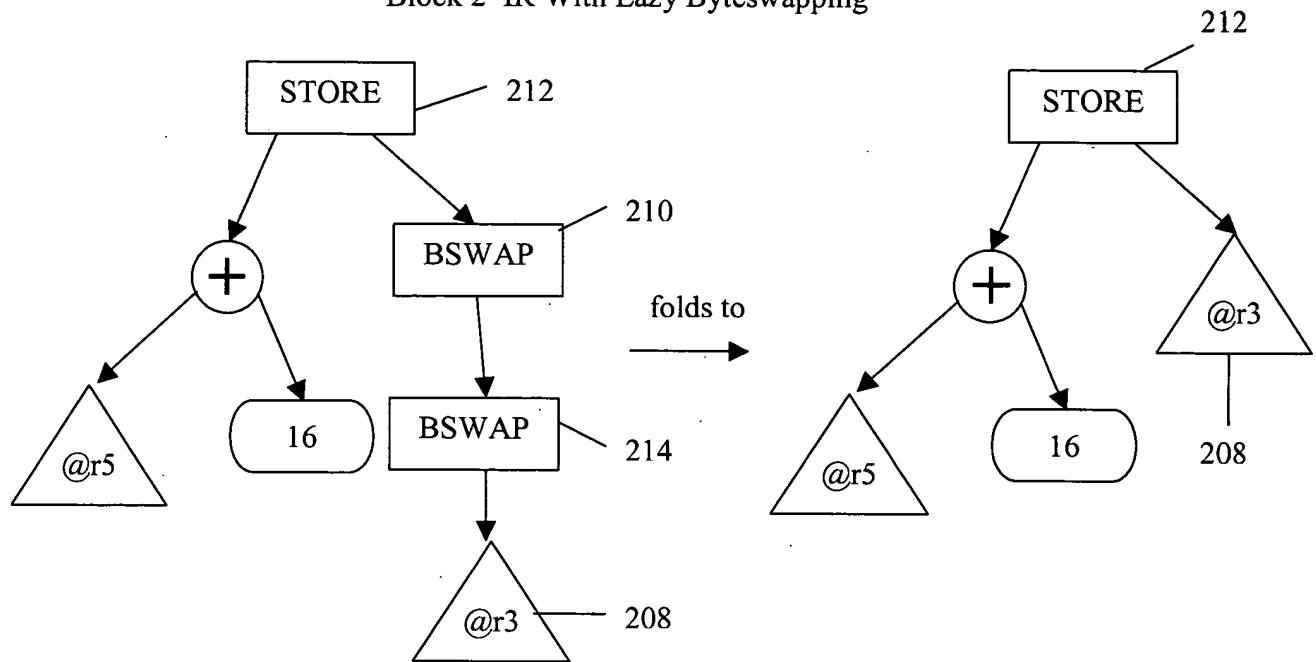 Block 2 IR With Lazy Byteswapping
212
STORE
212
STORE
210
BSWAP
+
+
folds to
@r3
16
BSWAP
214
16
208
@r5
@r5
@r3
208